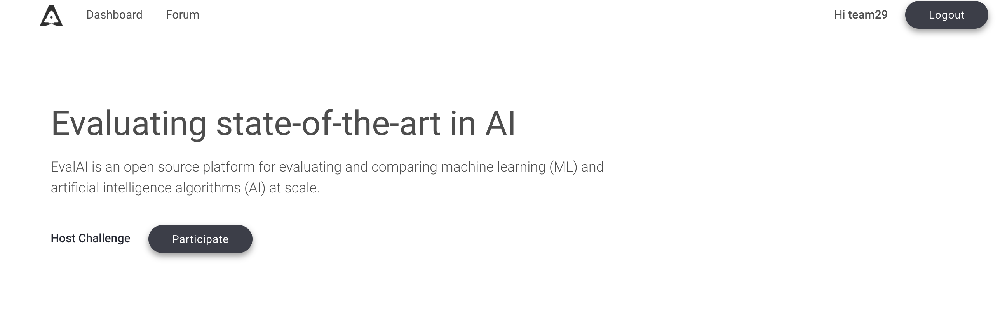 Dashboard Forum Hi team29 Logout
Evaluating state-of-the-art in AI
EvalAI is an open source platform for evaluating and comparing machine learning (ML) and
artificial intelligence algorithms (AI) at scale.
Host Challenge Participate